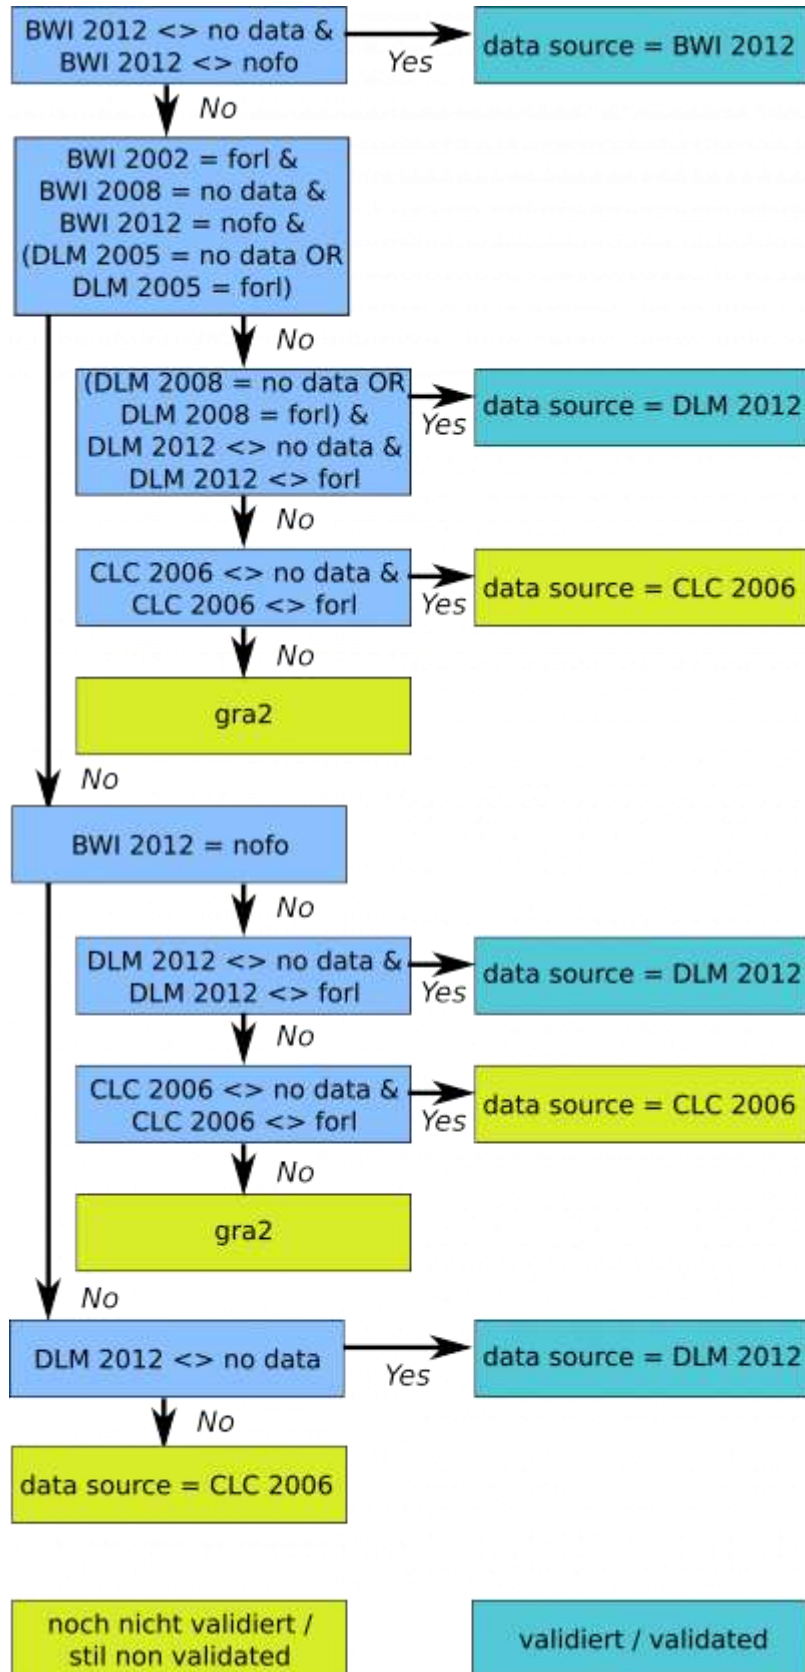 BWI 2012 <> no data &
BWI 2012 <> nofo
Yes
data source = BWI 2012
No
BWI 2002 = forl &
BWI 2008 = no data &
BWI 2012 = nofo &
(DLM 2005 = no data OR
DLM 2005 = forl)
No
(DLM 2008 = no data OR
DLM 2008 = forl) &
DLM 2012 <> no data &
DLM 2012 <> forl
Yes
data source = DLM 2012
No
CLC 2006 <> no data &
CLC 2006 <> forl
Yes
data source = CLC 2006
No
gra2
No
BWI 2012 = nofo
No
DLM 2012 <> no data &
DLM 2012 <> forl
Yes
data source = DLM 2012
No
CLC 2006 <> no data &
CLC 2006 <> forl
Yes
data source = CLC 2006
No
gra2
No
DLM 2012 <> no data
Yes
data source = DLM 2012
No
data source = CLC 2006
noch nicht validiert /
stil non validated
validiert / validated